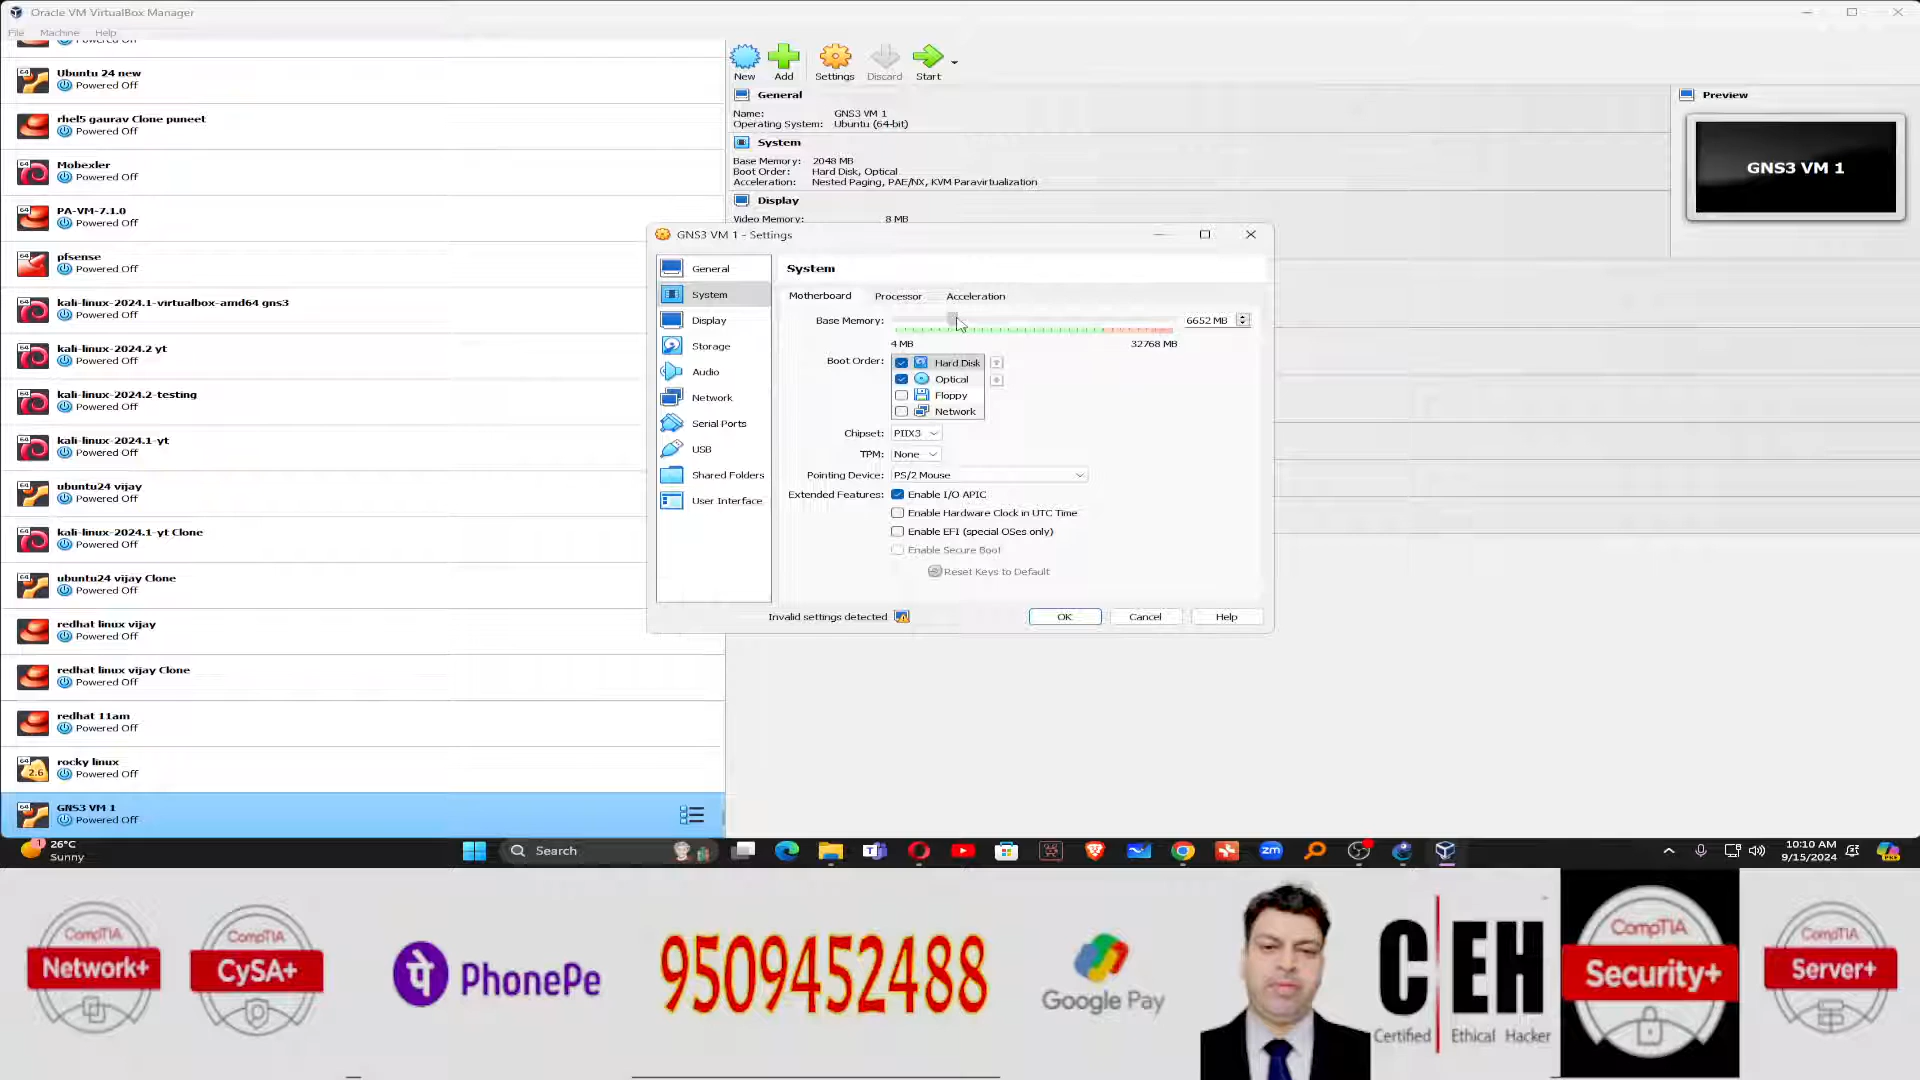 Oracle VM VirtualBox Manager
File Machine Help
Powered Off
Ubuntu 24 new
Powered Off
rhel5 gaurav Clone puneet
Powered Off
Mobexler
Powered Off
PA-VM-7.1.0
Powered Off
pfsense
Powered Off
kali-linux-2024.1-virtualbox-amd64 gns3
Powered Off
kali-linux-2024.2 yt
Powered Off
kali-linux-2024.2-testing
Powered Off
kali-linux-2024.1-yt
Powered Off
ubuntu24 vijay
Powered Off
kali-linux-2024.1-yt Clone
Powered Off
ubuntu24 vijay Clone
Powered Off
redhat linux vijay
Powered Off
redhat linux vijay Clone
Powered Off
redhat 11am
Powered Off
rocky linux
Powered Off
GNS3 VM 1
Powered Off
New Add Settings Discard Start
General
Name: GNS3 VM 1
Operating System: Ubuntu (64-bit)
System
Base Memory: 2048 MB
Boot Order: Hard Disk, Optical
Acceleration: Nested Paging, PAE/NX, KVM Paravirtualization
Display
Video Memory: 8 MB
Preview
GNS3 VM 1
GNS3 VM 1 - Settings
General
System
Display
Storage
Audio
Network
Serial Ports
USB
Shared Folders
User Interface
System
Motherboard Processor Acceleration
Base Memory: 6652 MB
4 MB 32768 MB
Boot Order: Hard Disk
Optical
Floppy
Network
Chipset: PIIX3
TPM: None
Pointing Device: PS/2 Mouse
Extended Features: Enable I/O APIC
Enable Hardware Clock in UTC Time
Enable EFI (special OSes only)
Enable Secure Boot
Reset Keys to Default
Invalid settings detected OK Cancel Help
26°C
Sunny
Search
zm
10:10 AM
9/15/2024
CompTIA
Network+
CompTIA
CySA+
पे PhonePe
9509452488
Google Pay
C EH
Certified Ethical Hacker
CompTIA
Security+
CompTIA
Server+